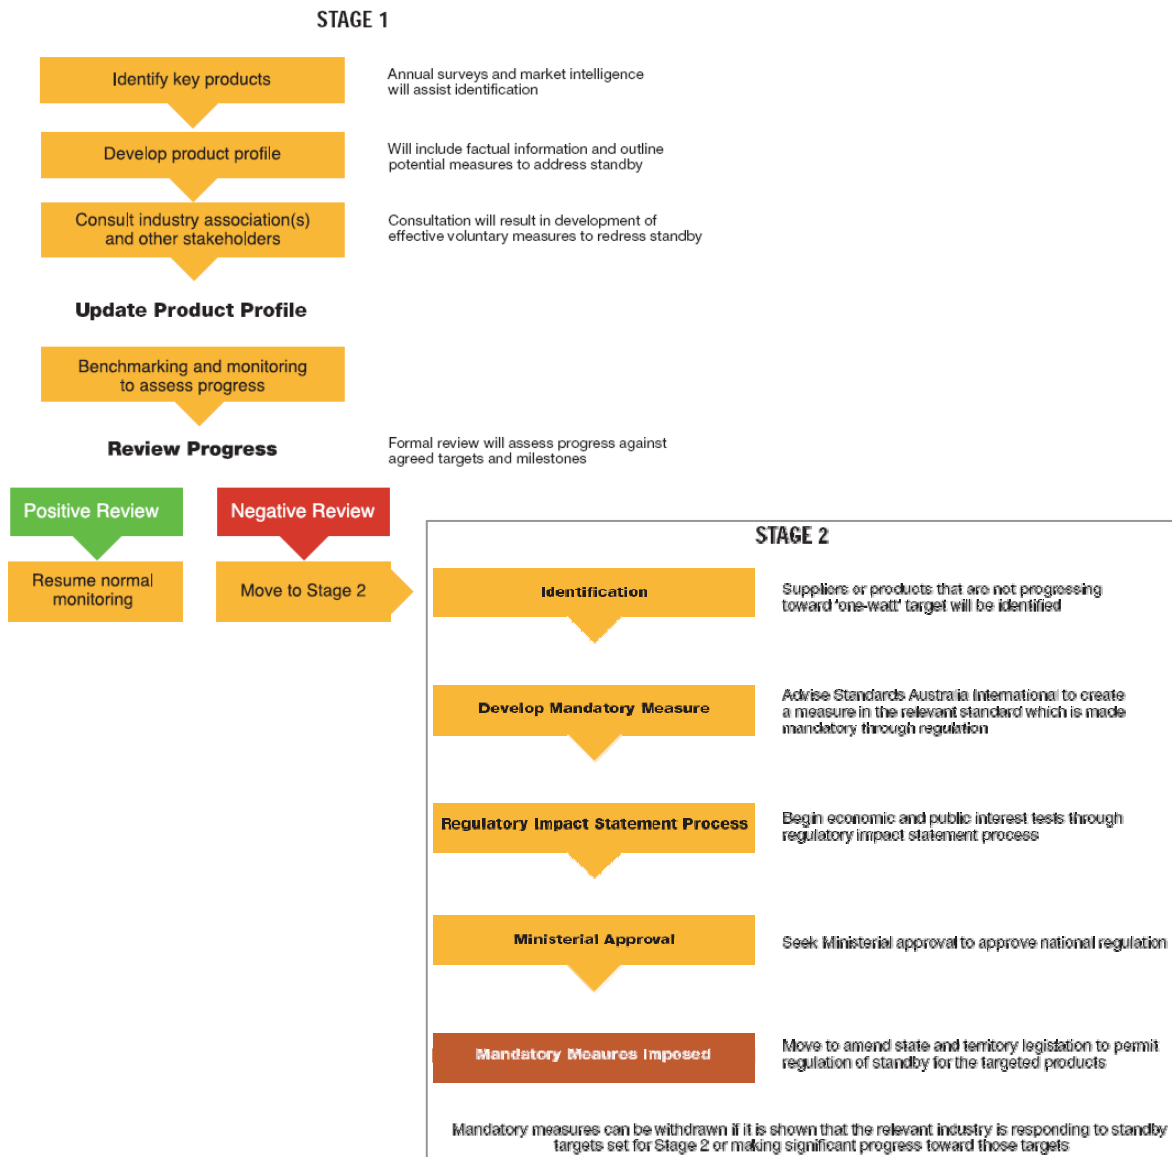 STAGE 1
Identify key products
Annual surveys and market intelligence
will assist identification
Develop product profile
Will include factual information and outline
potential measures to address standby
Consult industry association(s)
and other stakeholders
Consultation will result in development of
effective voluntary measures to redress standby
Update Product Profile
Benchmarking and monitoring
to assess progress
Review Progress
Formal review will assess progress against
agreed targets and milestones
Positive Review
Negative Review
Resume normal
monitoring
Move to Stage 2
STAGE 2
Identification
Suppliers or products that are not progressing
toward 'one-watt' target will be identified
Develop Mandatory Measure
Advise Standards Australia International to create
a measure in the relevant standard which is made
mandatory through regulation
Regulatory Impact Statement Process
Begin economic and public interest tests through
regulatory impact statement process
Ministerial Approval
Seek Ministerial approval to approve national regulation
Mandatory Measures Imposed
Move to amend state and territory legislation to permit
regulation of standby for the targeted products
Mandatory measures can be withdrawn if it is shown that the relevant industry is responding to standby
targets set for Stage 2 or making significant progress toward those targets